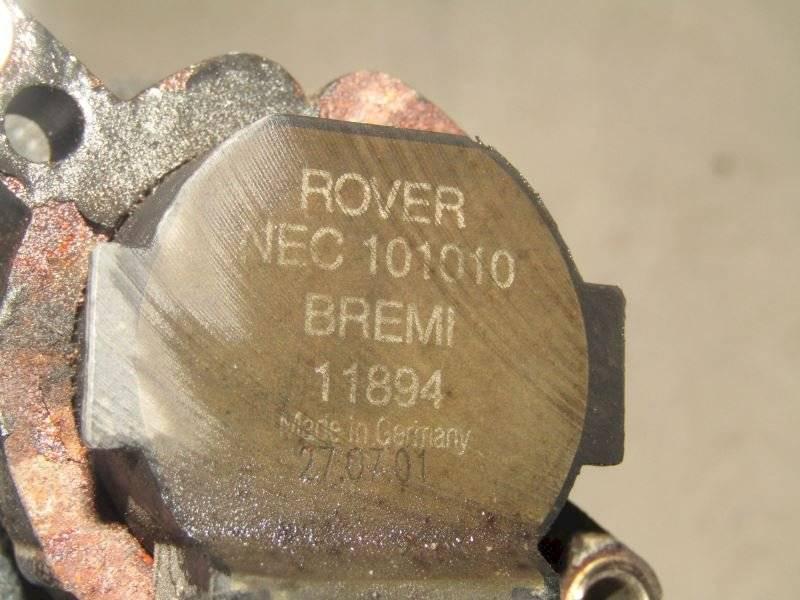 ROVER
NEC 101010
BREMI
11894
Made in Germany
27.07.01